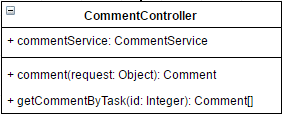 CommentController
+ commentService: CommentService
+ comment(request: Object): Comment
+ getCommentByTask(id: Integer): Comment[]